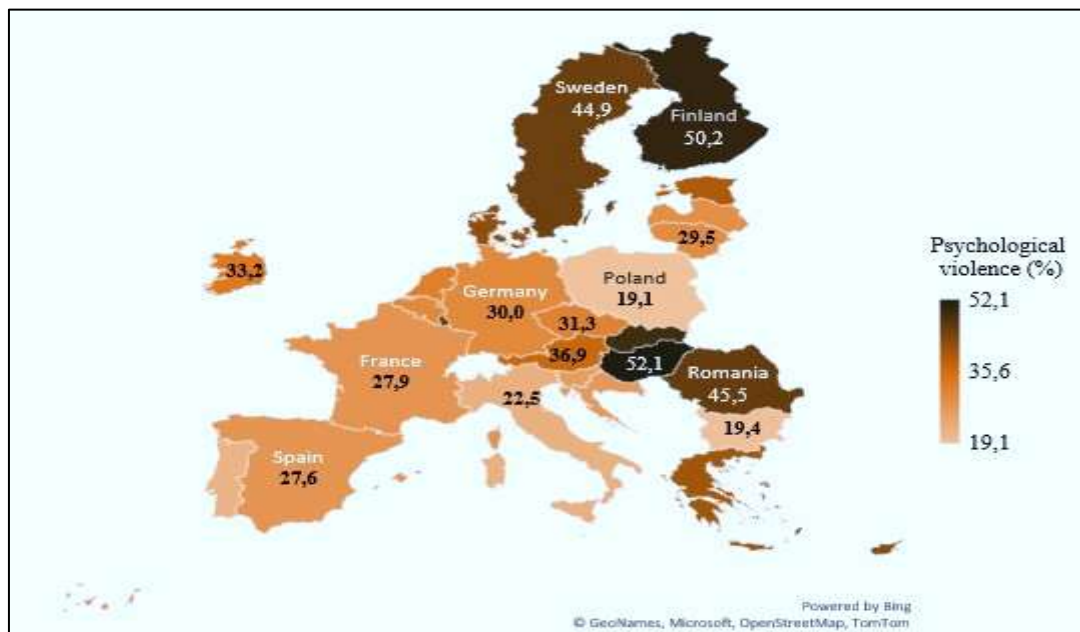 Sweden
44,9
Finland
50,2
29,5
33,2
Poland
19,1
Germany
30,0
31,3
36,9
52,1
France
27,9
Romania
45,5
22,5
19,4
Spain
27,6
Psychological
violence (%)
52,1
35,6
19,1
Powered by Bing
© GeoNames, Microsoft, OpenStreetMap, TomTom